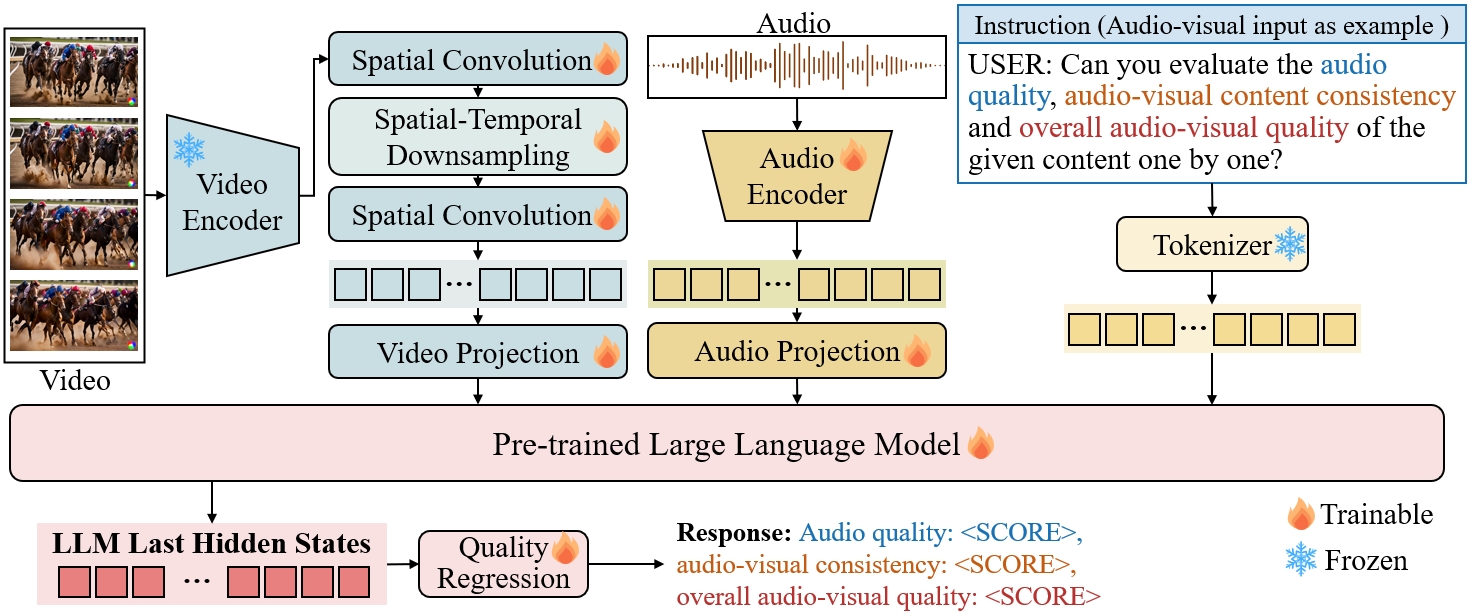 Video
Video
Encoder
Spatial Convolution
Spatial-Temporal
Downsampling
Spatial Convolution
Video Projection
Audio
Audio
Encoder
Audio Projection
Instruction (Audio-visual input as example )
USER: Can you evaluate the audio
quality, audio-visual content consistency
and overall audio-visual quality of the
given content one by one?
Tokenizer
Pre-trained Large Language Model
LLM Last Hidden States
Quality
Regression
Response: Audio quality: <SCORE>,
audio-visual consistency: <SCORE>,
overall audio-visual quality: <SCORE>
Trainable
Frozen